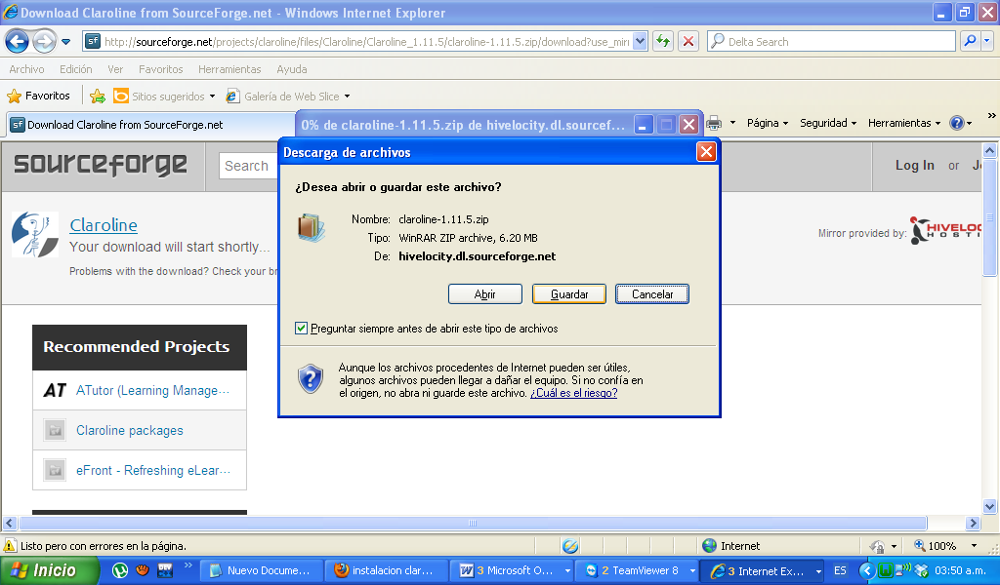 Download Claroline from SourceForge.net - Windows Internet Explorer
http://sourceforge.net/projects/claroline/files/Claroline/Claroline_1.11.5/claroline-1.11.5.zip/download?use_mir
Delta Search
Archivo Edición Ver Favoritos Herramientas Ayuda
Favoritos Sitios sugeridos Galería de Web Slice
sf Download Claroline from SourceForge.net
0% de claroline-1.11.5.zip de hivelocity.dl.sourcef...
Página Seguridad Herramientas
sourceforge
Search
Log In or
Descarga de archivos
¿Desea abrir o guardar este archivo?
Nombre: claroline-1.11.5.zip
Tipo: WinRAR ZIP archive, 6.20 MB
De: hivelocity.dl.sourceforge.net
Abrir Guardar Cancelar
Preguntar siempre antes de abrir este tipo de archivos
Aunque los archivos procedentes de Internet pueden ser útiles,
algunos archivos pueden llegar a dañar el equipo. Si no confía en
el origen, no abra ni guarde este archivo. ¿Cuál es el riesgo?
Claroline
Your download will start shortly...
Problems with the download? Check your br
Mirror provided by:
HIVELOC
HOSTI
Recommended Projects
AT ATutor (Learning Manage...
Claroline packages
eFront - Refreshing eLear...
Listo pero con errores en la página.
Internet
100%
Inicio
Nuevo Docume...
instalacion clar...
3 Microsoft O...
2 TeamViewer 8
3 Internet Ex...
ES
03:50 a.m.